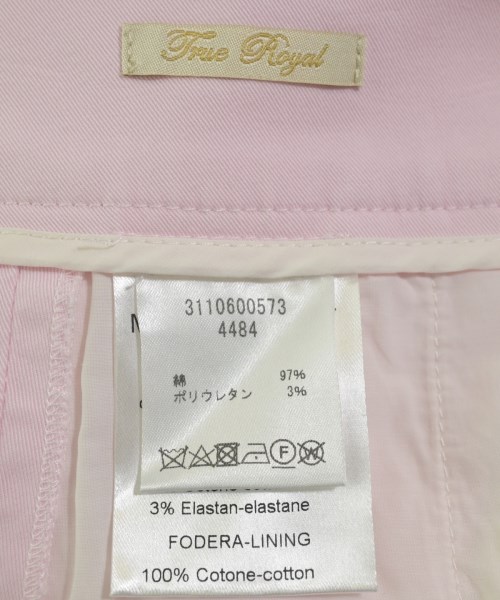 True Royal
3110600573
4484
綿 97%
ポリウレタン 3%
3% Elastan-elastane
FODERA-LINING
100% Cotone-cotton